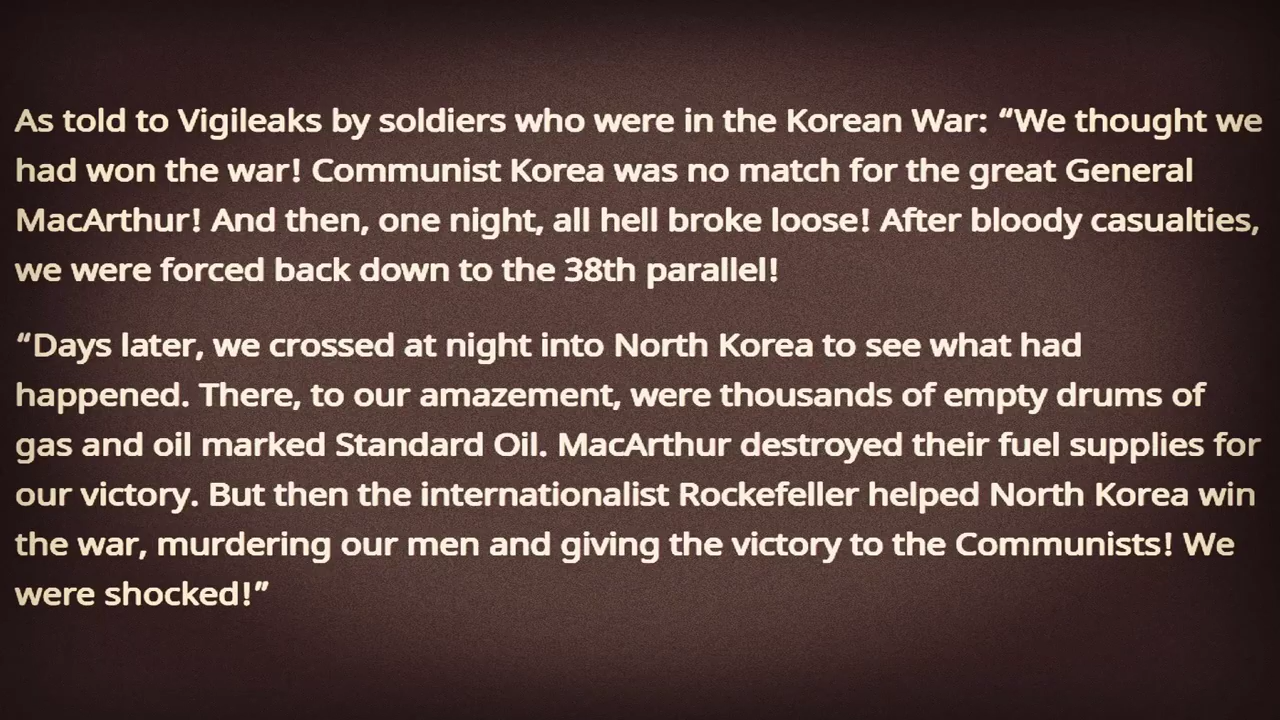 As told to Vigileaks by soldiers who were in the Korean War: “We thought we
had won the war! Communist Korea was no match for the great General
MacArthur! And then, one night, all hell broke loose! After bloody casualties,
we were forced back down to the 38th parallel!
“Days later, we crossed at night into North Korea to see what had
happened. There, to our amazement, were thousands of empty drums of
gas and oil marked Standard Oil. MacArthur destroyed their fuel supplies for
our victory. But then the internationalist Rockefeller helped North Korea win
the war, murdering our men and giving the victory to the Communists! We
were shocked!”